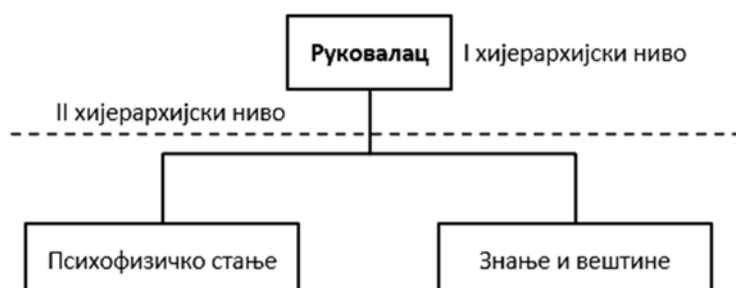 Руковалац
I хијерархијски ниво
II хијерархијски ниво
Психофизичко стање
Знање и вештине